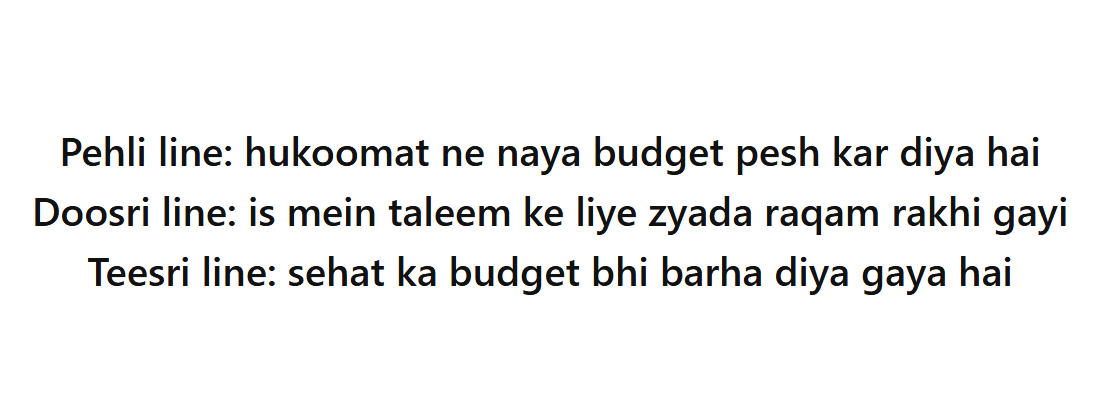 Pehli line: hukoomat ne naya budget pesh kar diya hai
Doosri line: is mein taleem ke liye zyada raqam rakhi gayi
Teesri line: sehat ka budget bhi barha diya gaya hai